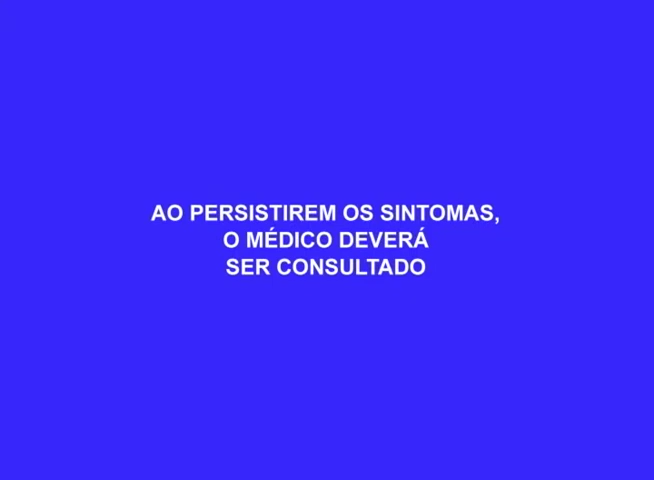 AO PERSISTIREM OS SINTOMAS,
O MÉDICO DEVERÁ
SER CONSULTADO